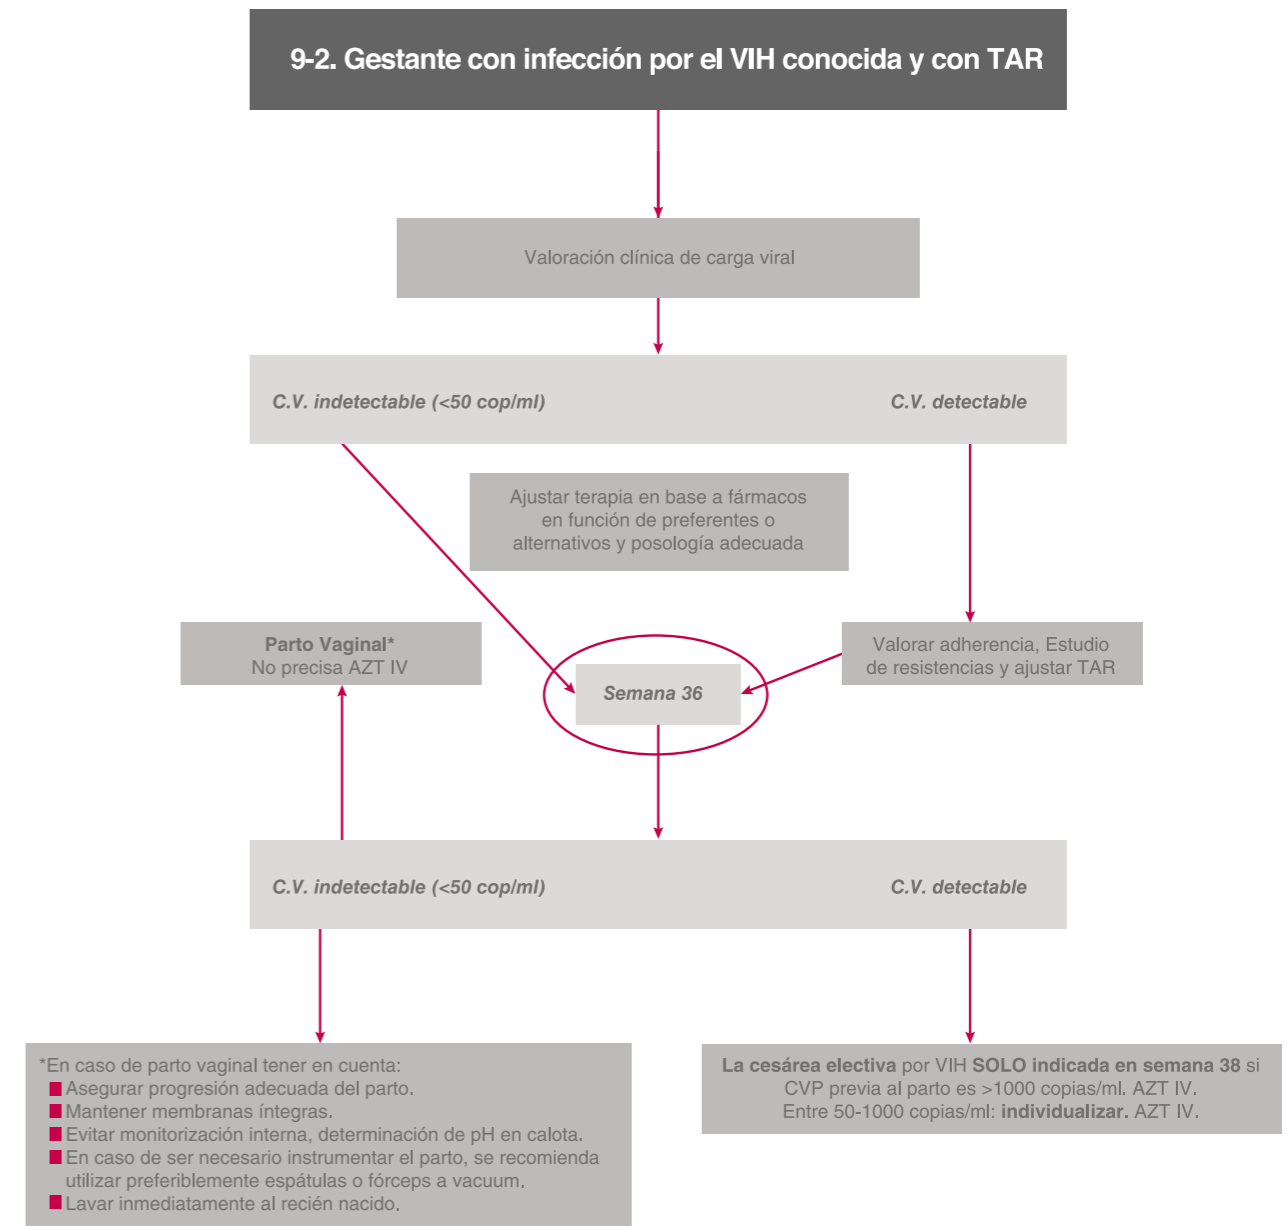 9-2. Gestante con infección por el VIH conocida y con TAR
Valoración clínica de carga viral
C.V. indetectable (<50 cop/ml)
C.V. detectable
Ajustar terapia en base a fármacos
en función de preferentes o
alternativos y posología adecuada
Parto Vaginal*
No precisa AZT IV
Valorar adherencia, Estudio
de resistencias y ajustar TAR
Semana 36
C.V. indetectable (<50 cop/ml)
C.V. detectable
*En caso de parto vaginal tener en cuenta:
Asegurar progresión adecuada del parto.
Mantener membranas íntegras.
Evitar monitorización interna, determinación de pH en calota.
En caso de ser necesario instrumentar el parto, se recomienda
utilizar preferiblemente espátulas o fórceps a vacuum.
Lavar inmediatamente al recién nacido.
La cesárea electiva por VIH SOLO indicada en semana 38 si
CVP previa al parto es >1000 copias/ml. AZT IV.
Entre 50-1000 copias/ml: individualizar. AZT IV.